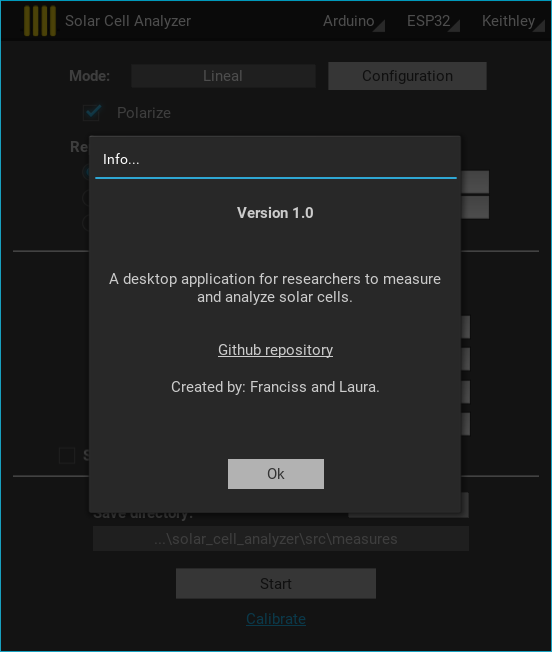 Solar Cell Analyzer
Arduino
ESP32
Keithley
Mode:
Lineal
Configuration
Polarize
Info...
Version 1.0
A desktop application for researchers to measure
and analyze solar cells.
Github repository
Created by: Franciss and Laura.
Ok
Save directory:
...\solar_cell_analyzer\src\measures
Start
Calibrate